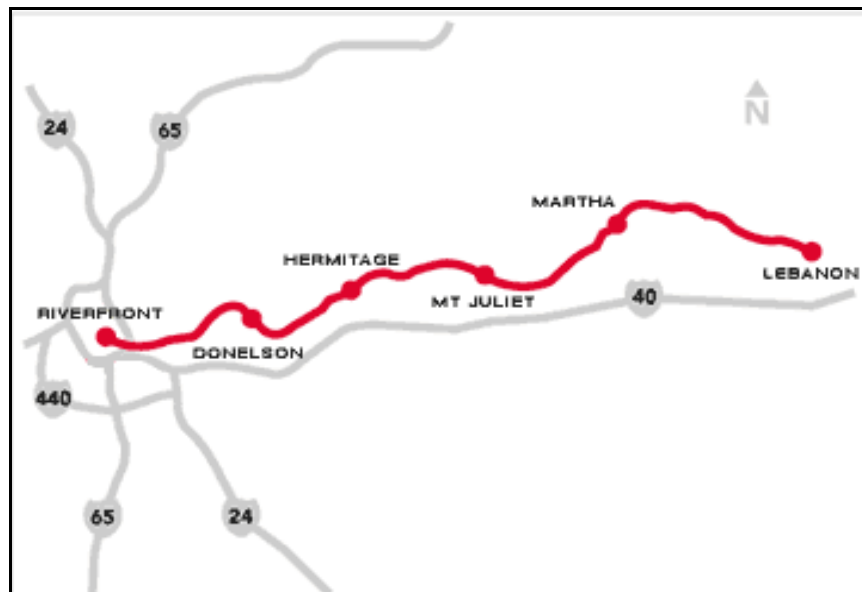 24
65
N
MARTHA
HERMITAGE
LEBANON
MT JULIET
40
RIVERFRONT
DONELSON
440
65
24